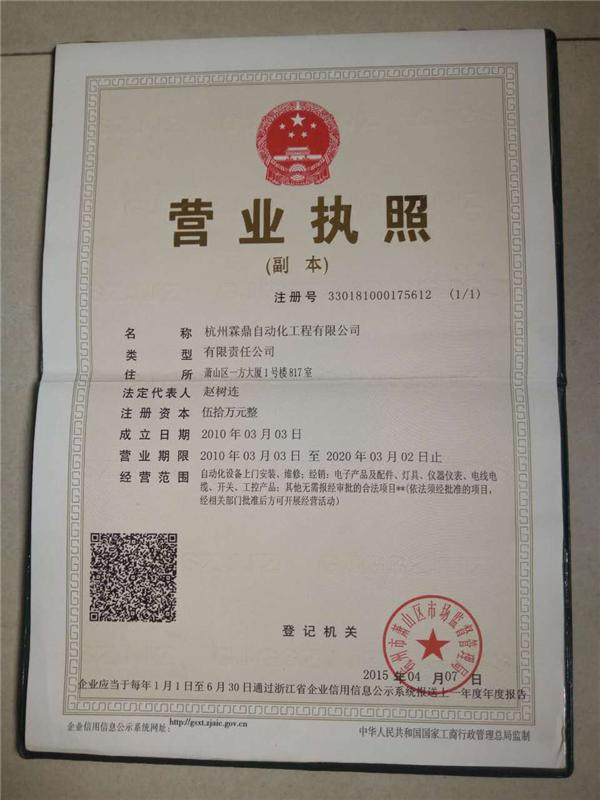 营业执照
(副 本)
注册号 330181000175612 (1/1)
名 称 杭州霖鼎自动化工程有限公司
类 型 有限责任公司
住 所 萧山区一方大厦1号楼817室
法定代表人 赵树连
注册资本 伍拾万元整
成立日期 2010年03月03日
营业期限 2010年03月03日 至 2020年03月02日止
经营范围 自动化设备上门安装、维修；经销：电子产品及配件、灯具、仪器仪表、电线电
缆、开关、工控产品；其他无需报经审批的合法项目**(依法须经批准的项目，
经相关部门批准后方可开展经营活动)
登记机关
杭州市萧山区市场监督管理局
2015年04月07日
企业应当于每年1月1日至6月30日通过浙江省企业信用信息公示系统报送上一年度年度报告
企业信用信息公示系统网址：http://gsxt.zjaic.gov.cn
中华人民共和国国家工商行政管理总局监制